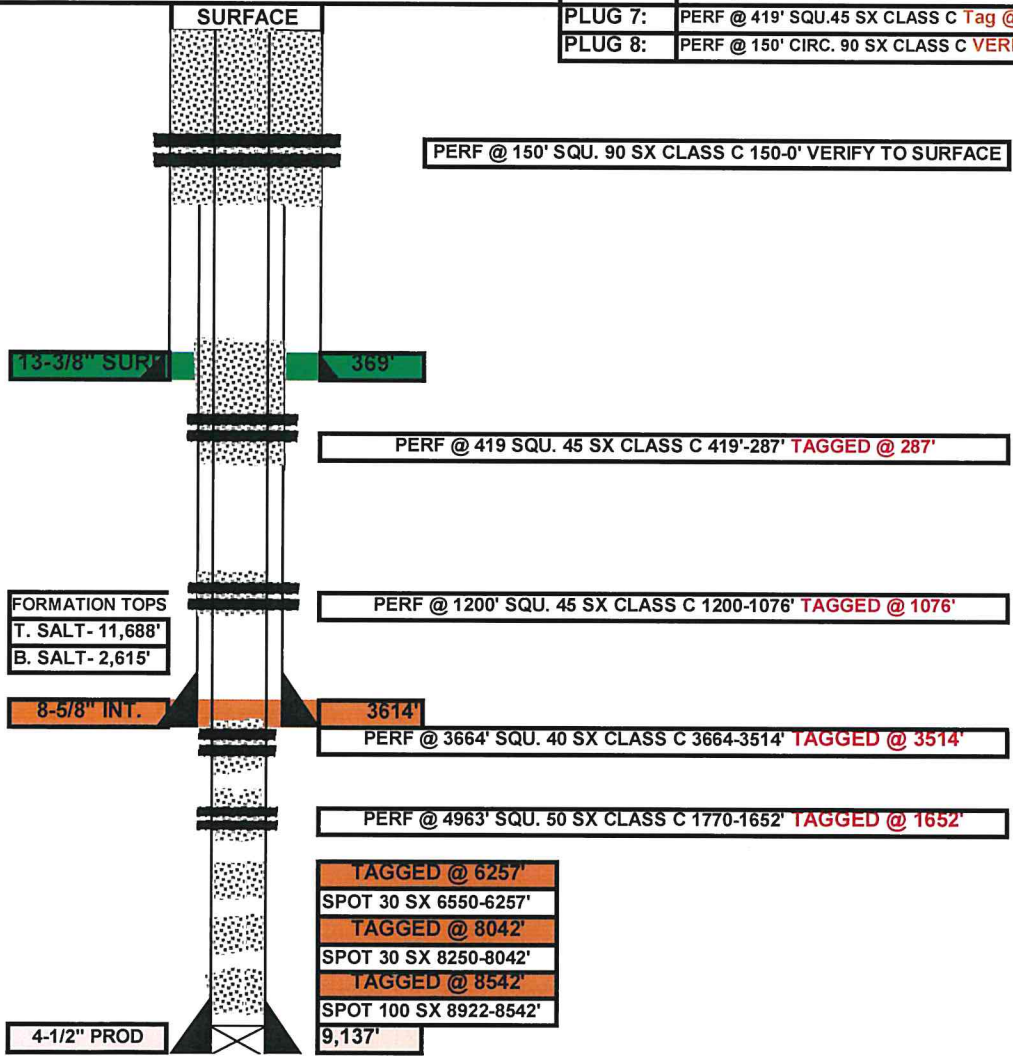 SURFACE
PLUG 7: PERF @ 419' SQU.45 SX CLASS C Tag @
PLUG 8: PERF @ 150' CIRC. 90 SX CLASS C
PERF @ 150' SQU. 90 SX CLASS C 150-0' VERIFY TO SURFACE
13-3/8" 369'
PERF @ 419 SQU. 45 SX CLASS C 419'-287' TAGGED @ 287'
PERF @ 1200' SQU. 45 SX CLASS C 1200-1076' TAGGED @ 1076'
FORMATION TOPS
T. SALT- 11,688'
B. SALT- 2,615'
8-5/8" INT. 3614'
PERF @ 3664' SQU. 40 SX CLASS C 3664-3514' TAGGED @ 3514'
PERF @ 4963' SQU. 50 SX CLASS C 1770-1652' TAGGED @ 1652'
TAGGED @ 6257'
SPOT 30 SX 6550-6257'
TAGGED @ 8042'
SPOT 30 SX 8250-8042'
TAGGED @ 8542'
SPOT 100 SX 8922-8542'
4-1/2" PROD 9,137'